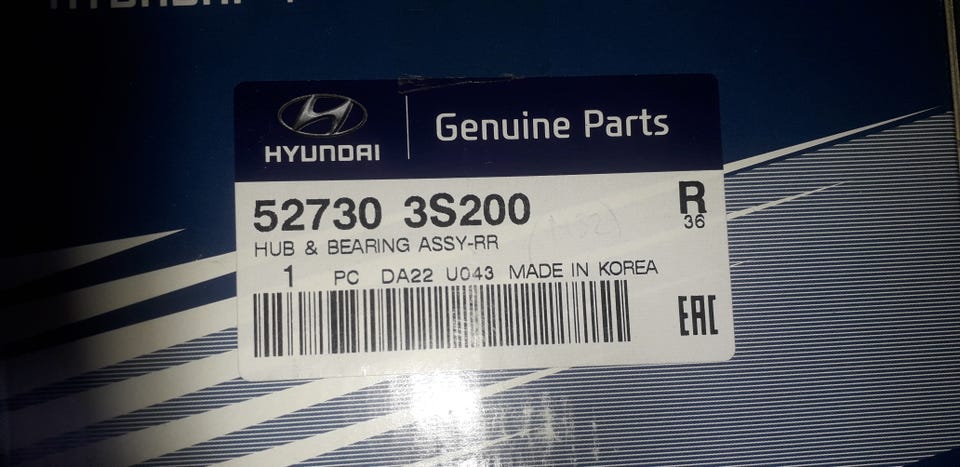 HYUNDAI
Genuine Parts
52730 3S200
R
36
HUB & BEARING ASSY-RR
1 PC DA22 U043 MADE IN KOREA
EAC